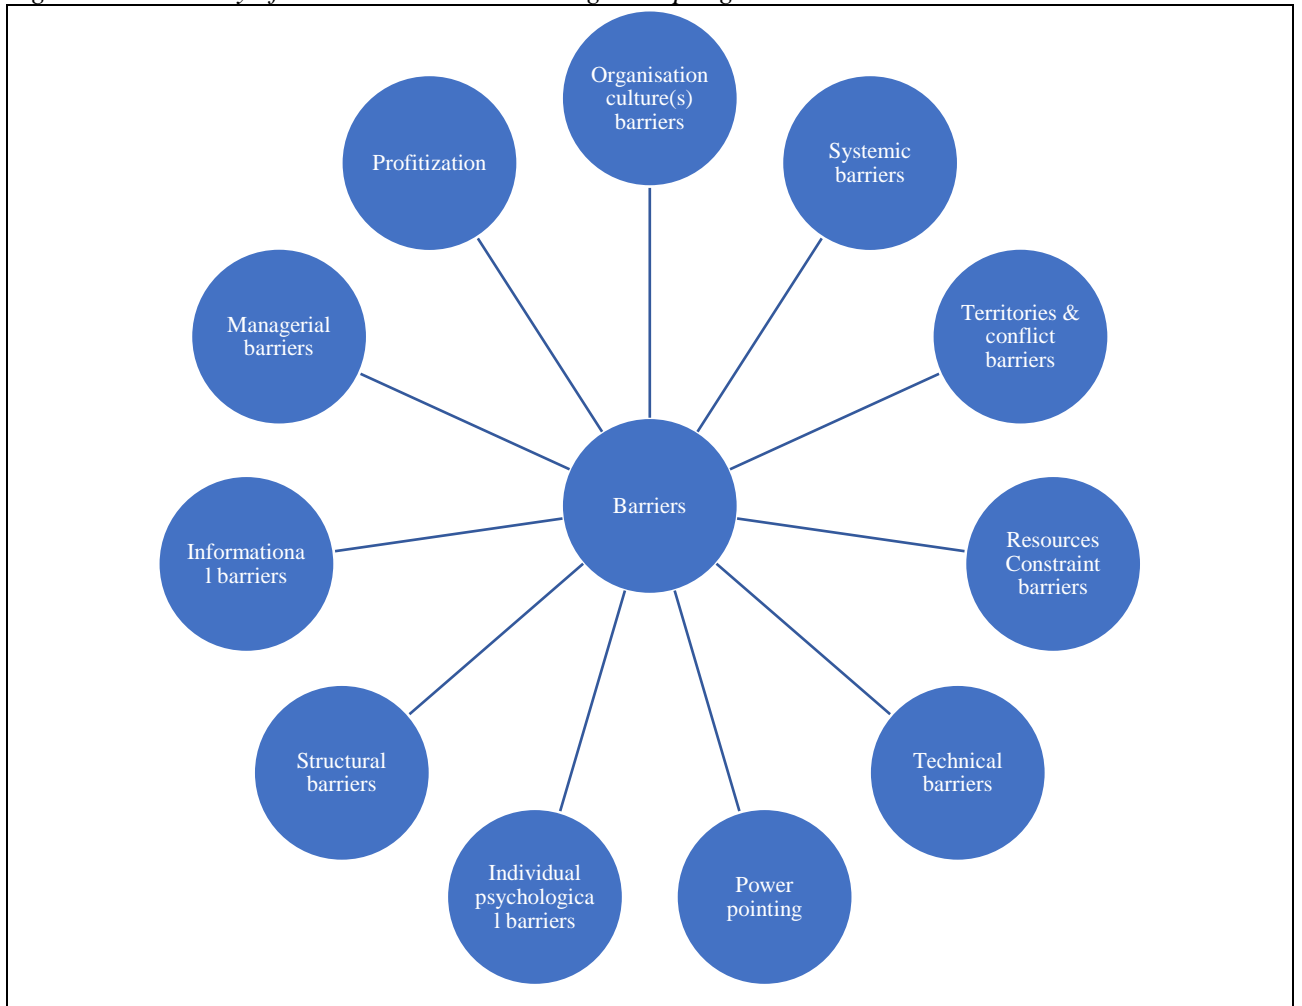 Organisation
culture(s)
barriers
Systemic
barriers
Territories &
conflict
barriers
Resources
Constraint
barriers
Technical
barriers
Power
pointing
Individual
psychologica
l barriers
Structural
barriers
Informationa
l barriers
Managerial
barriers
Profitization
Barriers